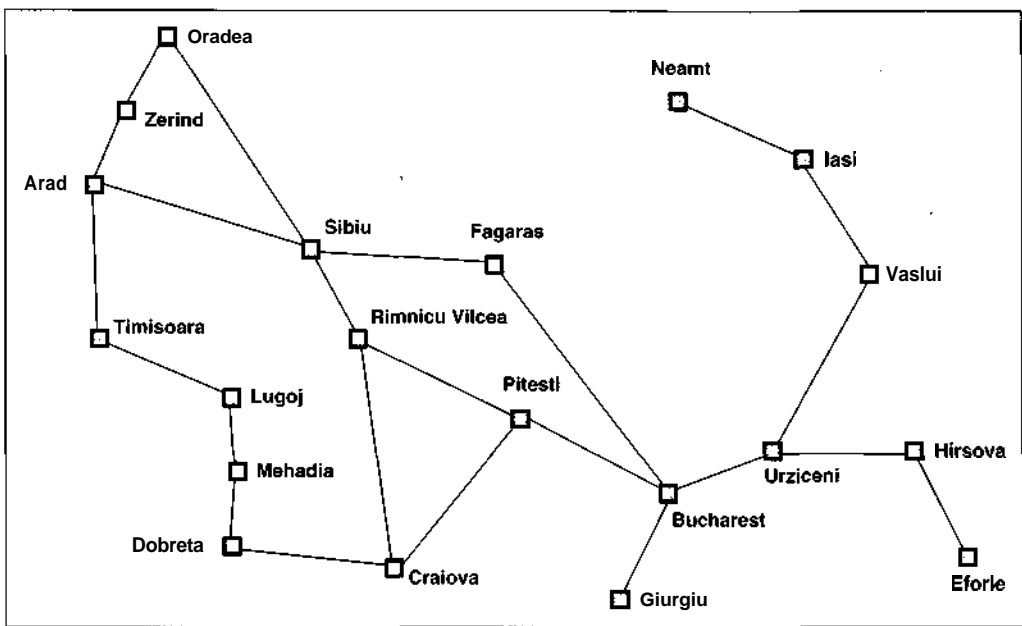 Oradea
Neamt
Zerind
Iasi
Arad
Sibiu
Fagaras
Vaslui
Timisoara
Rimnicu Vilcea
Pitesti
Lugoj
Mehadia
Hirsova
Urziceni
Bucharest
Dobreta
Craiova
Giurgiu
Eforie